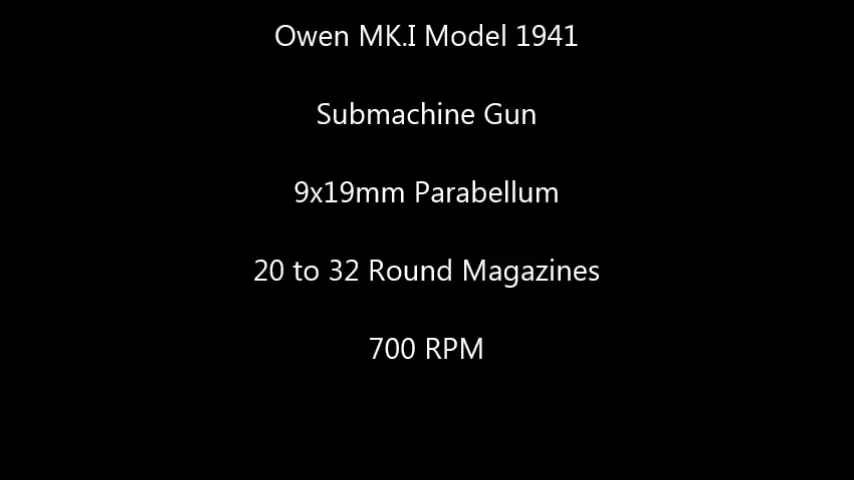 Owen MK.I Model 1941
Submachine Gun
9x19mm Parabellum
20 to 32 Round Magazines
700 RPM